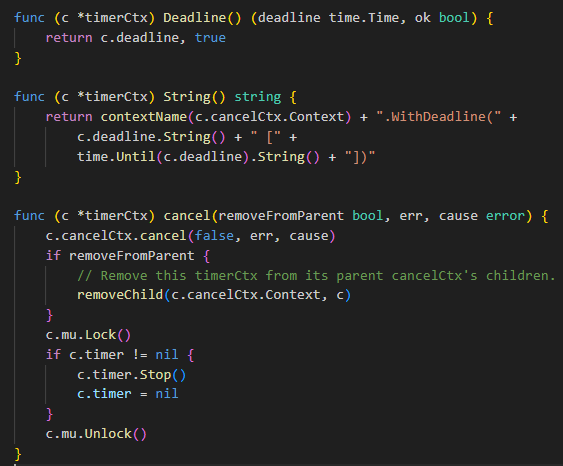 func (c *timerCtx) Deadline() (deadline time.Time, ok bool) {
    return c.deadline, true
}

func (c *timerCtx) String() string {
    return contextName(c.cancelCtx.Context) + ".WithDeadline(" +
        c.deadline.String() + " [" +
        time.Until(c.deadline).String() + "])"
}

func (c *timerCtx) cancel(removeFromParent bool, err, cause error) {
    c.cancelCtx.cancel(false, err, cause)
    if removeFromParent {
        // Remove this timerCtx from its parent cancelCtx's children.
        removeChild(c.cancelCtx.Context, c)
    }
    c.mu.Lock()
    if c.timer != nil {
        c.timer.Stop()
        c.timer = nil
    }
    c.mu.Unlock()
}